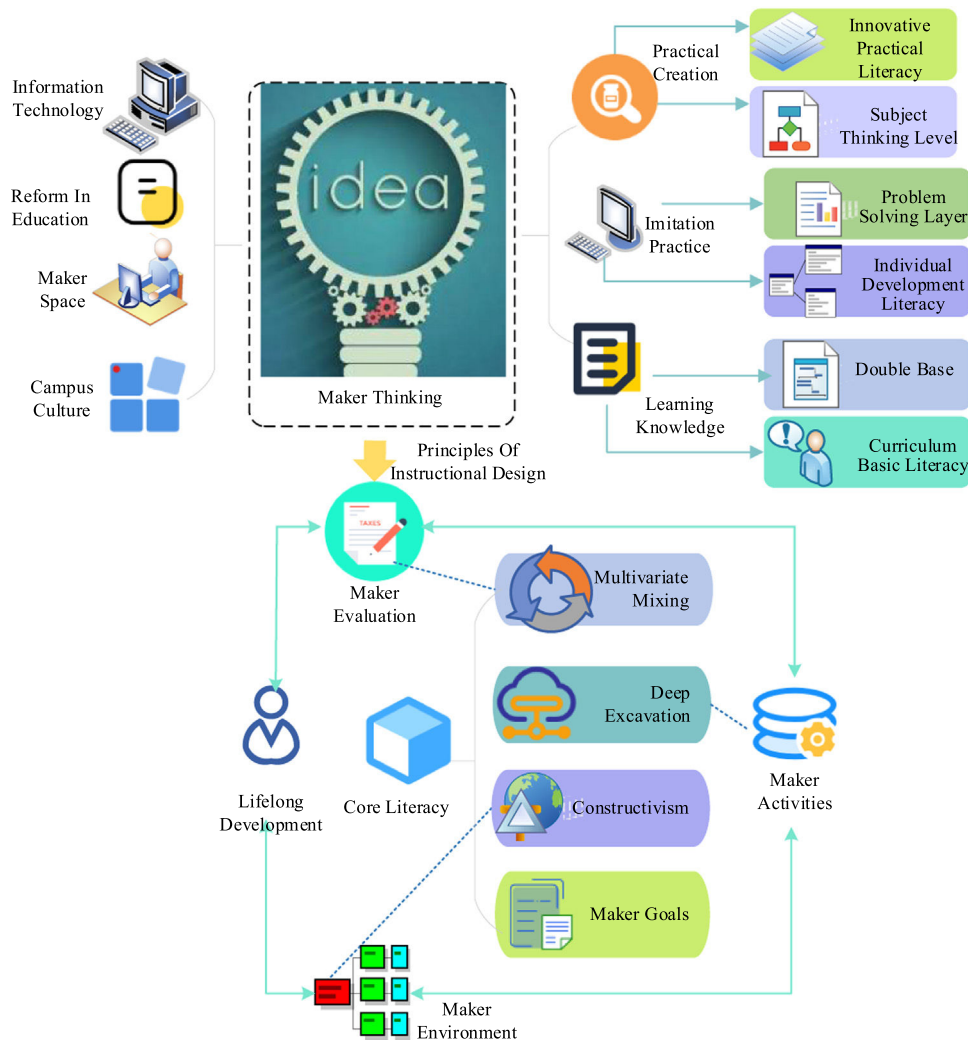 Information
Technology
Reform In
Education
Maker
Space
Campus
Culture
idea
Maker Thinking
Practical
Creation
Imitation
Practice
Learning
Knowledge
Innovative
Practical
Literacy
Subject
Thinking Level
Problem
Solving Layer
Individual
Development
Literacy
Double Base
Curriculum
Basic Literacy
Principles Of
Instructional Design
TAXES
Maker
Evaluation
Multivariate
Mixing
Deep
Excavation
Constructivism
Maker Goals
Lifelong
Development
Core Literacy
Maker
Activities
Maker
Environment